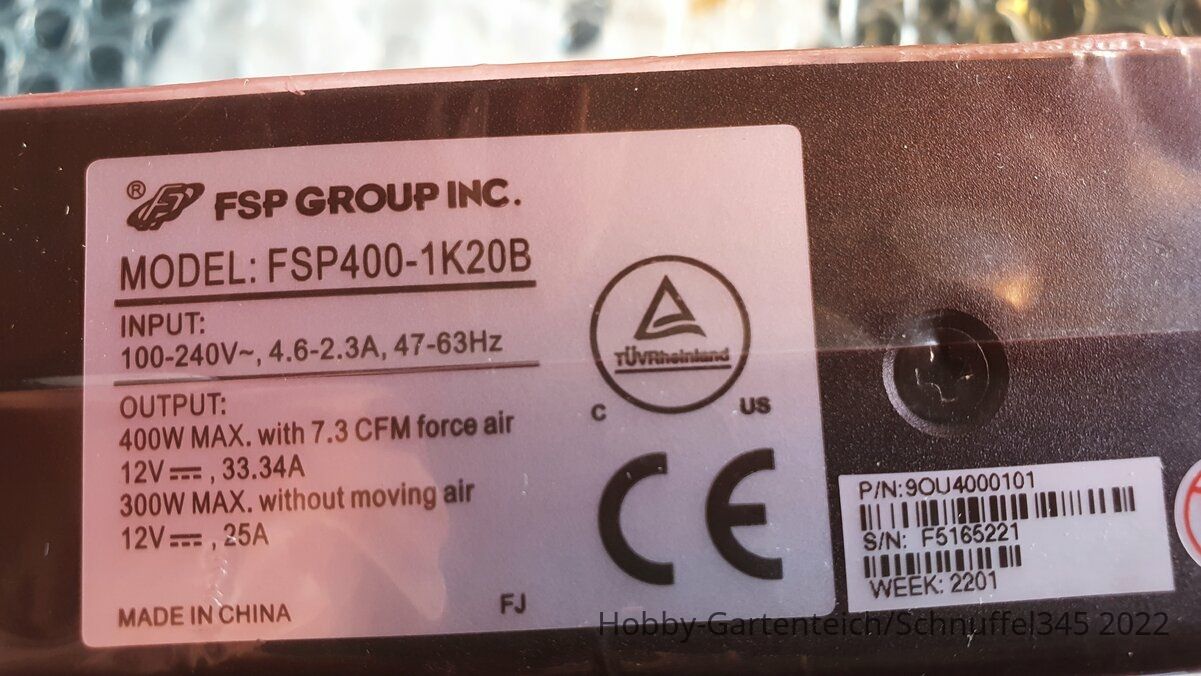 ® FSP FSP GROUP INC.
MODEL: FSP400-1K20B
INPUT:
100-240V~, 4.6-2.3A, 47-63Hz
OUTPUT:
400W MAX. with 7.3 CFM force air
12V⎓, 33.34A
300W MAX. without moving air
12V⎓, 25A
MADE IN CHINA
FJ
TÜVRheinland
C US
CE
P/N:9OU4000101
S/N: F5165221
WEEK: 2201
Hobby-Gartenteich/Schnuffel345 2022